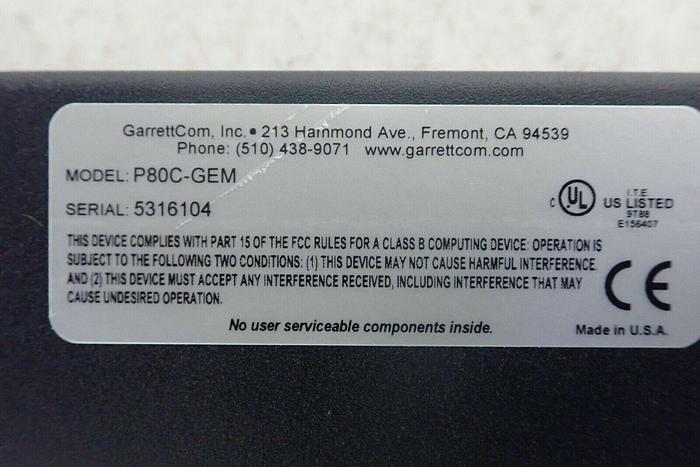 GarrettCom, Inc. • 213 Hammond Ave., Fremont, CA 94539
Phone: (510) 438-9071 www.garrettcom.com
MODEL: P80C-GEM
SERIAL: 5316104
C UL US LISTED
I.T.E.
9T88
E156407
THIS DEVICE COMPLIES WITH PART 15 OF THE FCC RULES FOR A CLASS B COMPUTING DEVICE: OPERATION IS
SUBJECT TO THE FOLLOWING TWO CONDITIONS: (1) THIS DEVICE MAY NOT CAUSE HARMFUL INTERFERENCE.
AND (2) THIS DEVICE MUST ACCEPT ANY INTERFERENCE RECEIVED, INCLUDING INTERFERENCE THAT MAY
CAUSE UNDESIRED OPERATION.
CE
No user serviceable components inside.
Made in U.S.A.